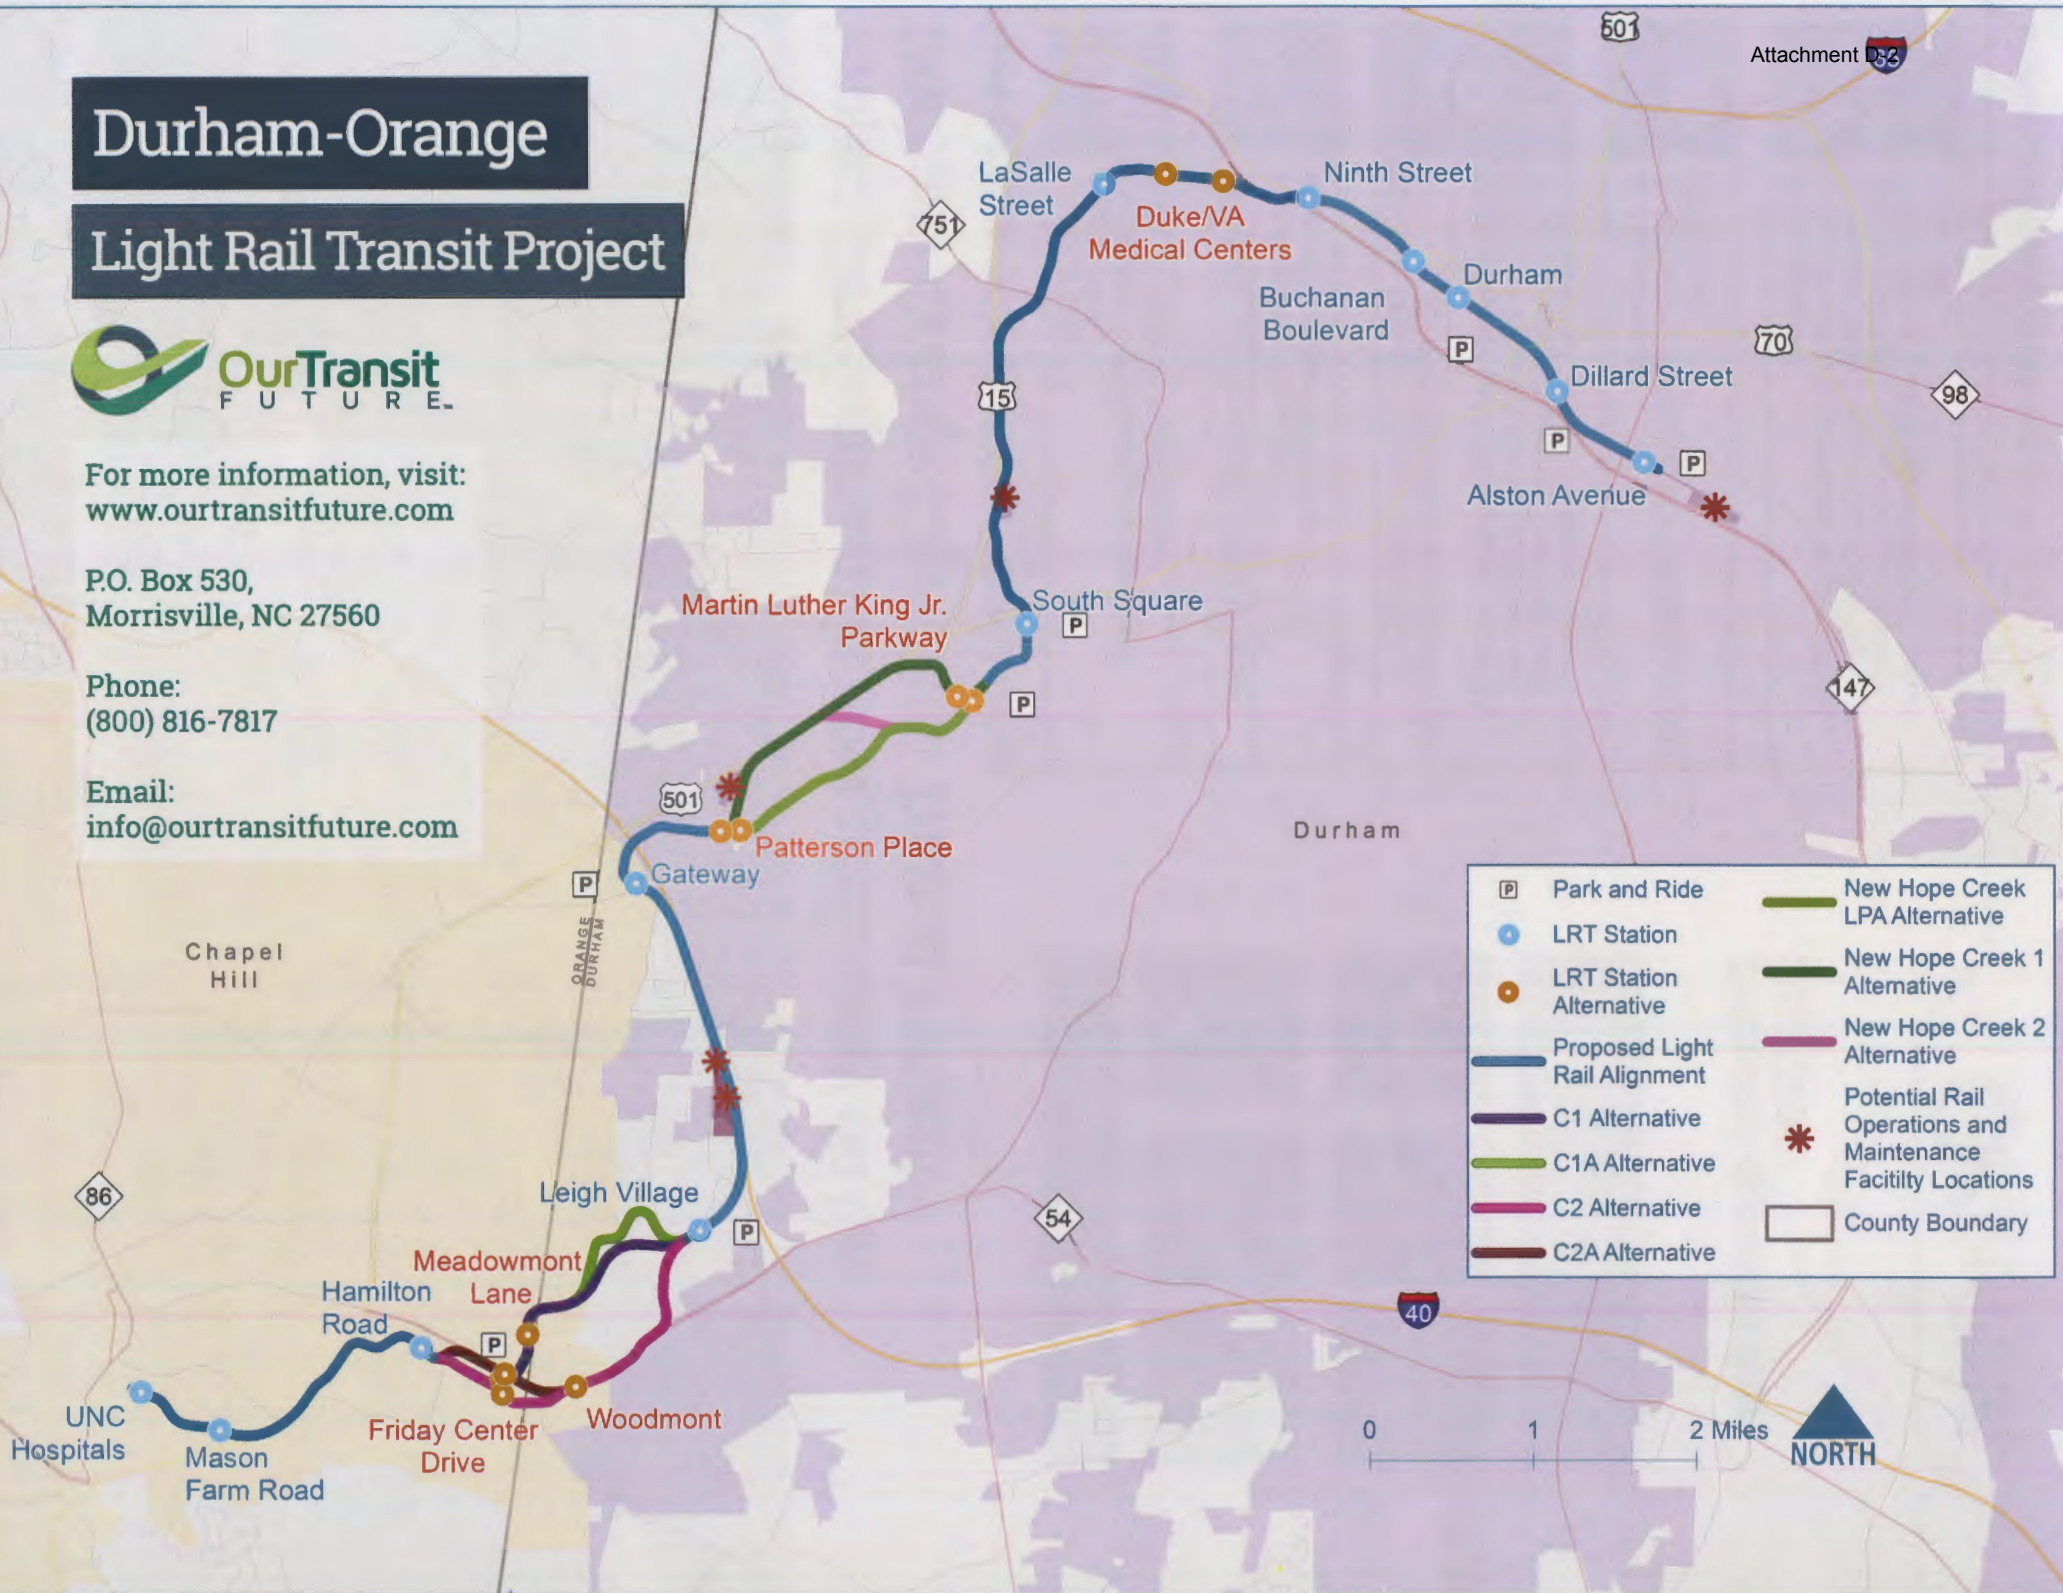 Attachment D-2
Durham-Orange
Light Rail Transit Project
OurTransit
FUTURE
For more information, visit:
www.ourtransitfuture.com
P.O. Box 530,
Morrisville, NC 27560
Phone:
(800) 816-7817
Email:
info@ourtransitfuture.com
501
751
LaSalle
Street
Duke/VA
Medical Centers
Ninth Street
Durham
Buchanan
Boulevard
P
70
98
Dillard Street
P
P
Alston Avenue
15
South Square
P
Martin Luther King Jr.
Parkway
P
147
501
Patterson Place
Gateway
P
ORANGE
DURHAM
Durham
Chapel
Hill
86
54
40
Leigh Village
P
Meadowmont
Lane
Hamilton
Road
P
UNC
Hospitals
Mason
Farm Road
Friday Center
Drive
Woodmont
P Park and Ride
LRT Station
LRT Station
Alternative
Proposed Light
Rail Alignment
C1 Alternative
C1A Alternative
C2 Alternative
C2A Alternative
New Hope Creek
LPA Alternative
New Hope Creek 1
Alternative
New Hope Creek 2
Alternative
Potential Rail
Operations and
Maintenance
Facitilty Locations
County Boundary
0 1 2 Miles
NORTH